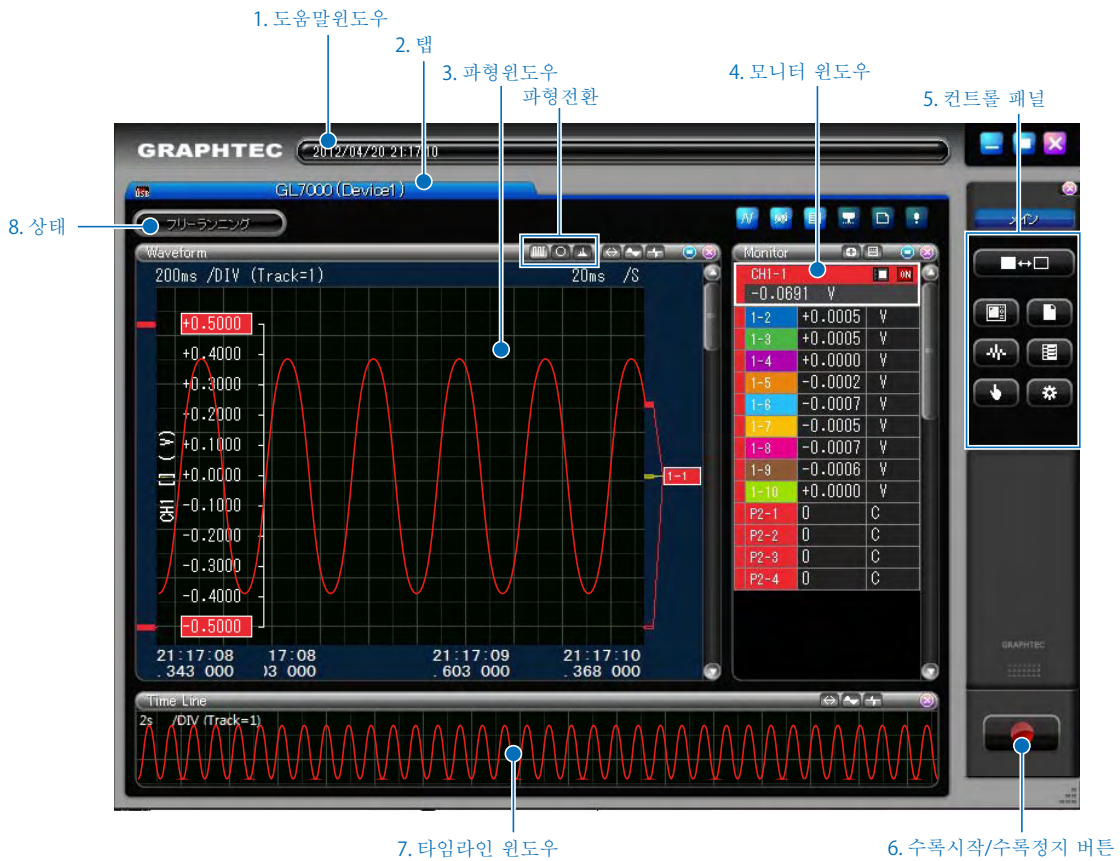 1. 도움말윈도우
2. 탭
3. 파형윈도우
파형전환
4. 모니터 윈도우
5. 컨트롤 패널
GRAPHTEC
2012/04/20 21:17:10
USB
GL7000 (Device1)
8. 상태
フリーランニング
メイン
Waveform
200ms /DIV (Track=1)
20ms /S
+0.5000
+0.4000
+0.3000
+0.2000
+0.1000
+0.0000
-0.1000
-0.2000
-0.3000
-0.4000
-0.5000
CH1 [] ( V)
1-1
21:17:08
.343 000
17:08
03 000
21:17:09
.603 000
21:17:10
.368 000
Monitor
CH1-1
ON
-0.0691 V
1-2 +0.0005 V
1-3 +0.0005 V
1-4 +0.0000 V
1-5 -0.0002 V
1-6 -0.0007 V
1-7 -0.0005 V
1-8 -0.0007 V
1-9 -0.0006 V
1-10 +0.0000 V
P2-1 0 C
P2-2 0 C
P2-3 0 C
P2-4 0 C
GRAPHTEC
Time Line
2s /DIV (Track=1)
7. 타임라인 윈도우
6. 수록시작/수록정지 버튼